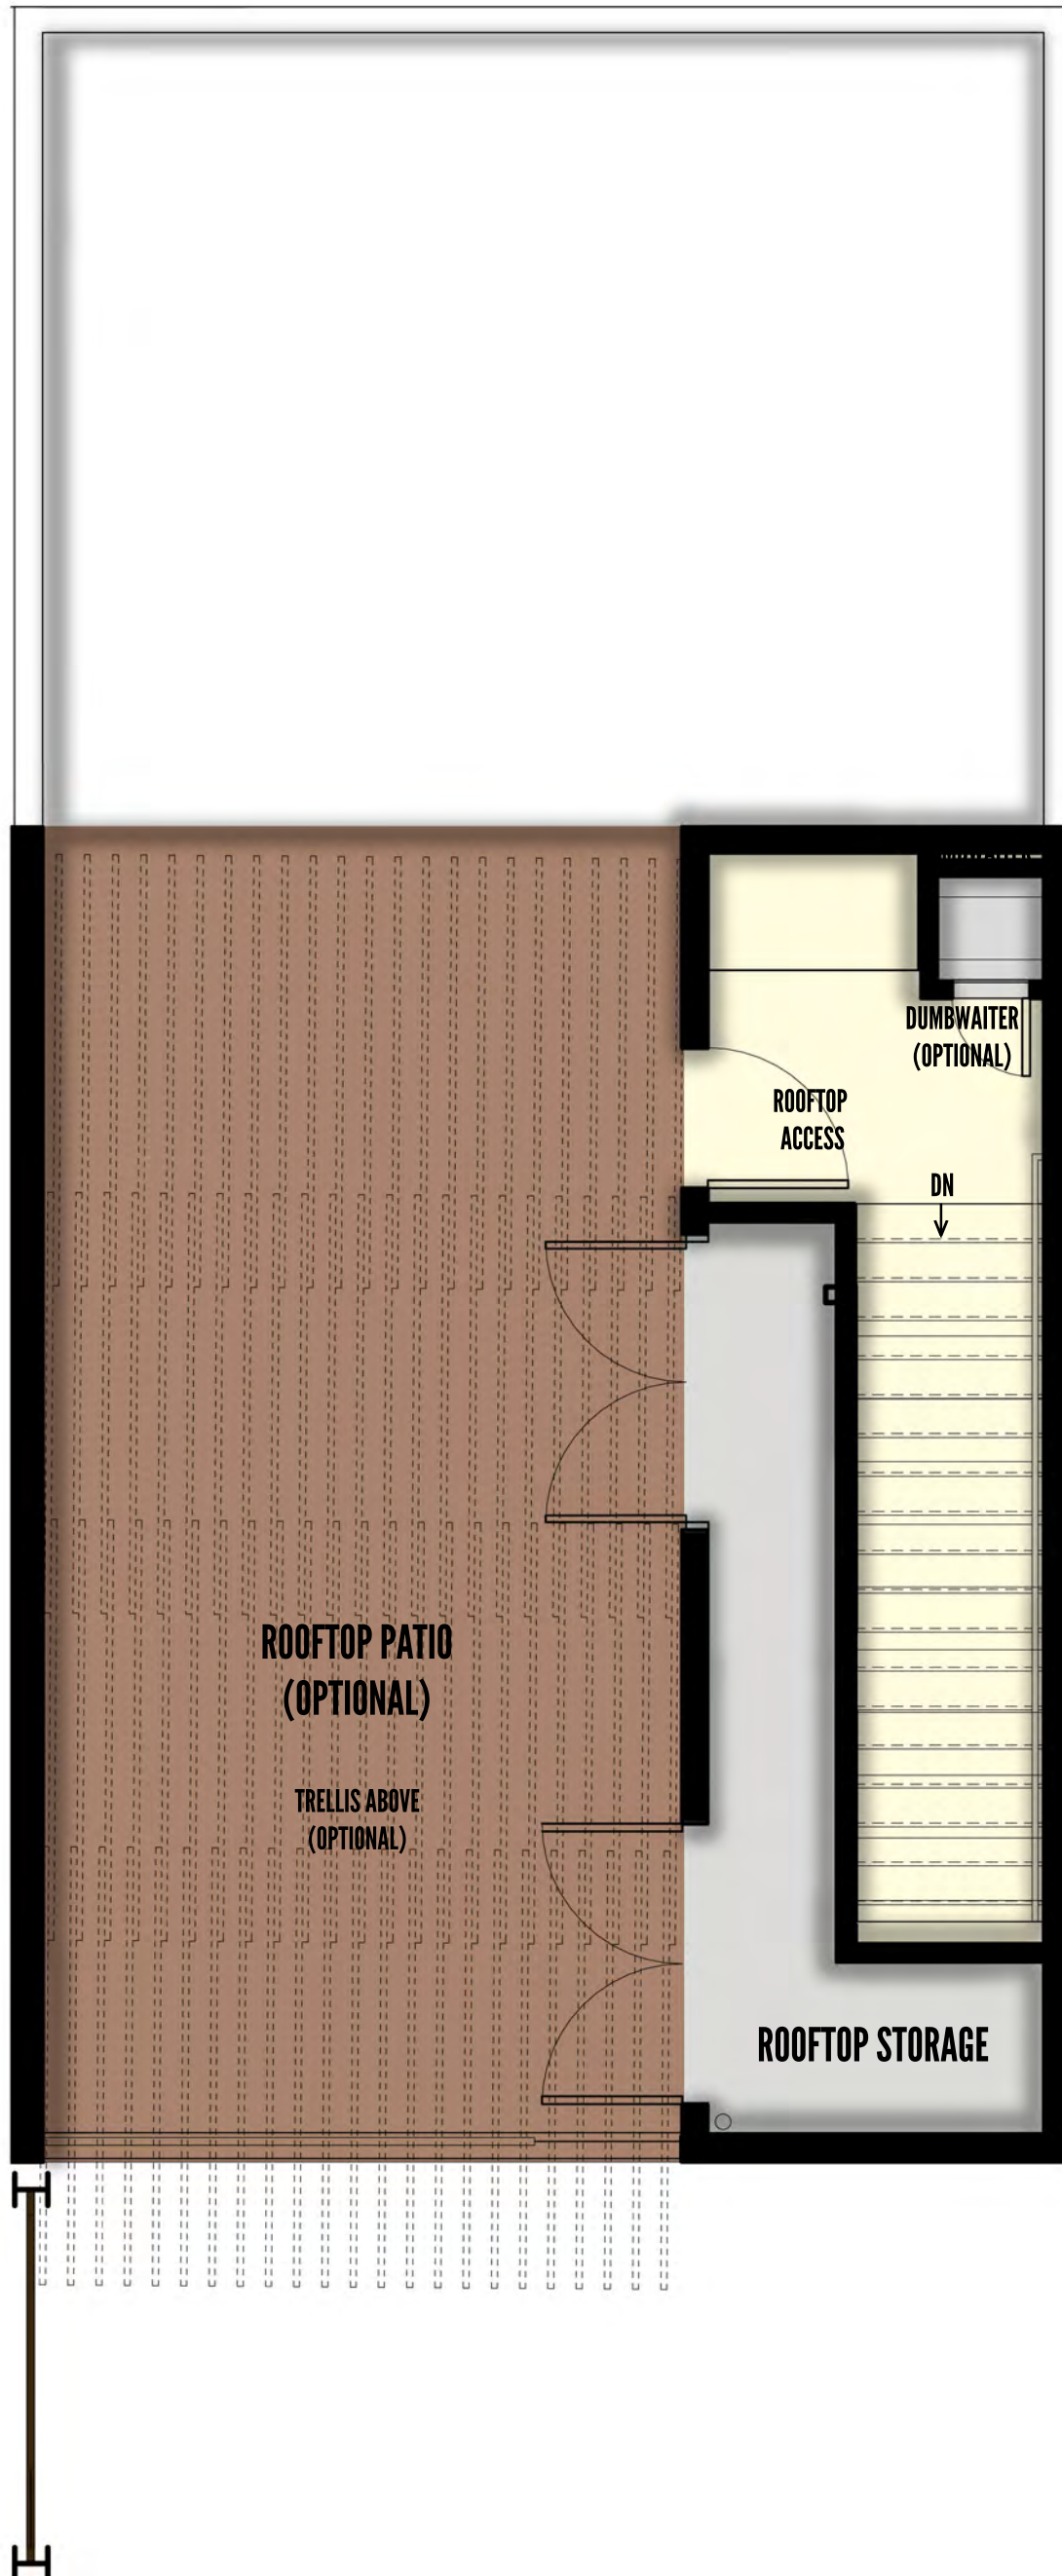 DUMBWAITER
(OPTIONAL)
ROOFTOP
ACCESS
DN
ROOFTOP PATIO
(OPTIONAL)
TRELLIS ABOVE
(OPTIONAL)
ROOFTOP STORAGE